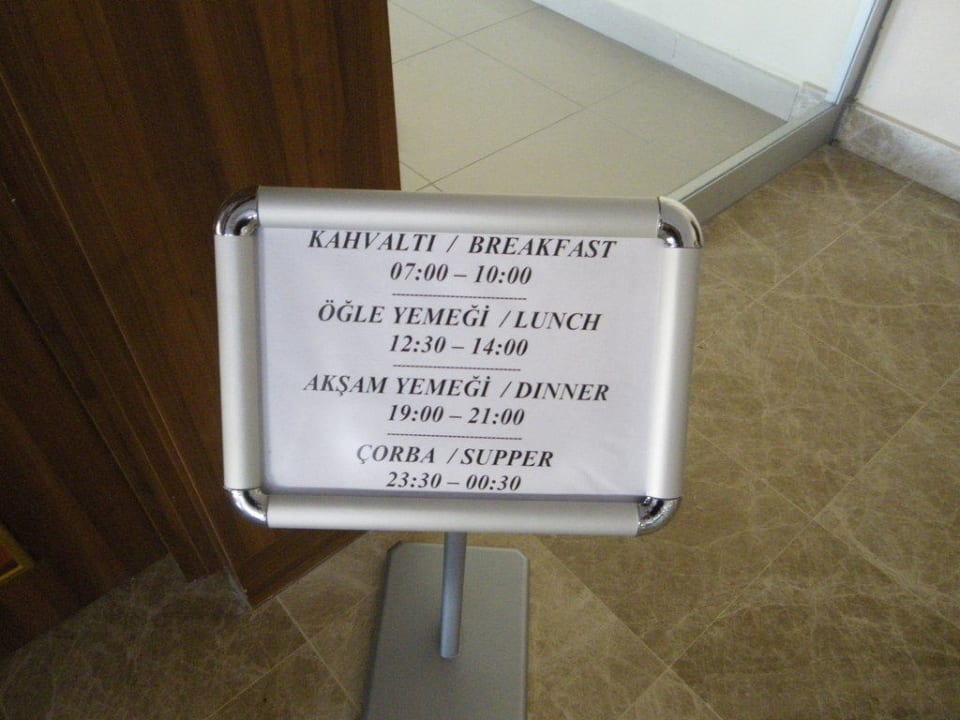 KAHVALTI / BREAKFAST
07:00 – 10:00
------------------------------
ÖĞLE YEMEĞİ / LUNCH
12:30 – 14:00
------------------------------
AKŞAM YEMEĞİ / DINNER
19:00 – 21:00
------------------------------
ÇORBA / SUPPER
23:30 – 00:30